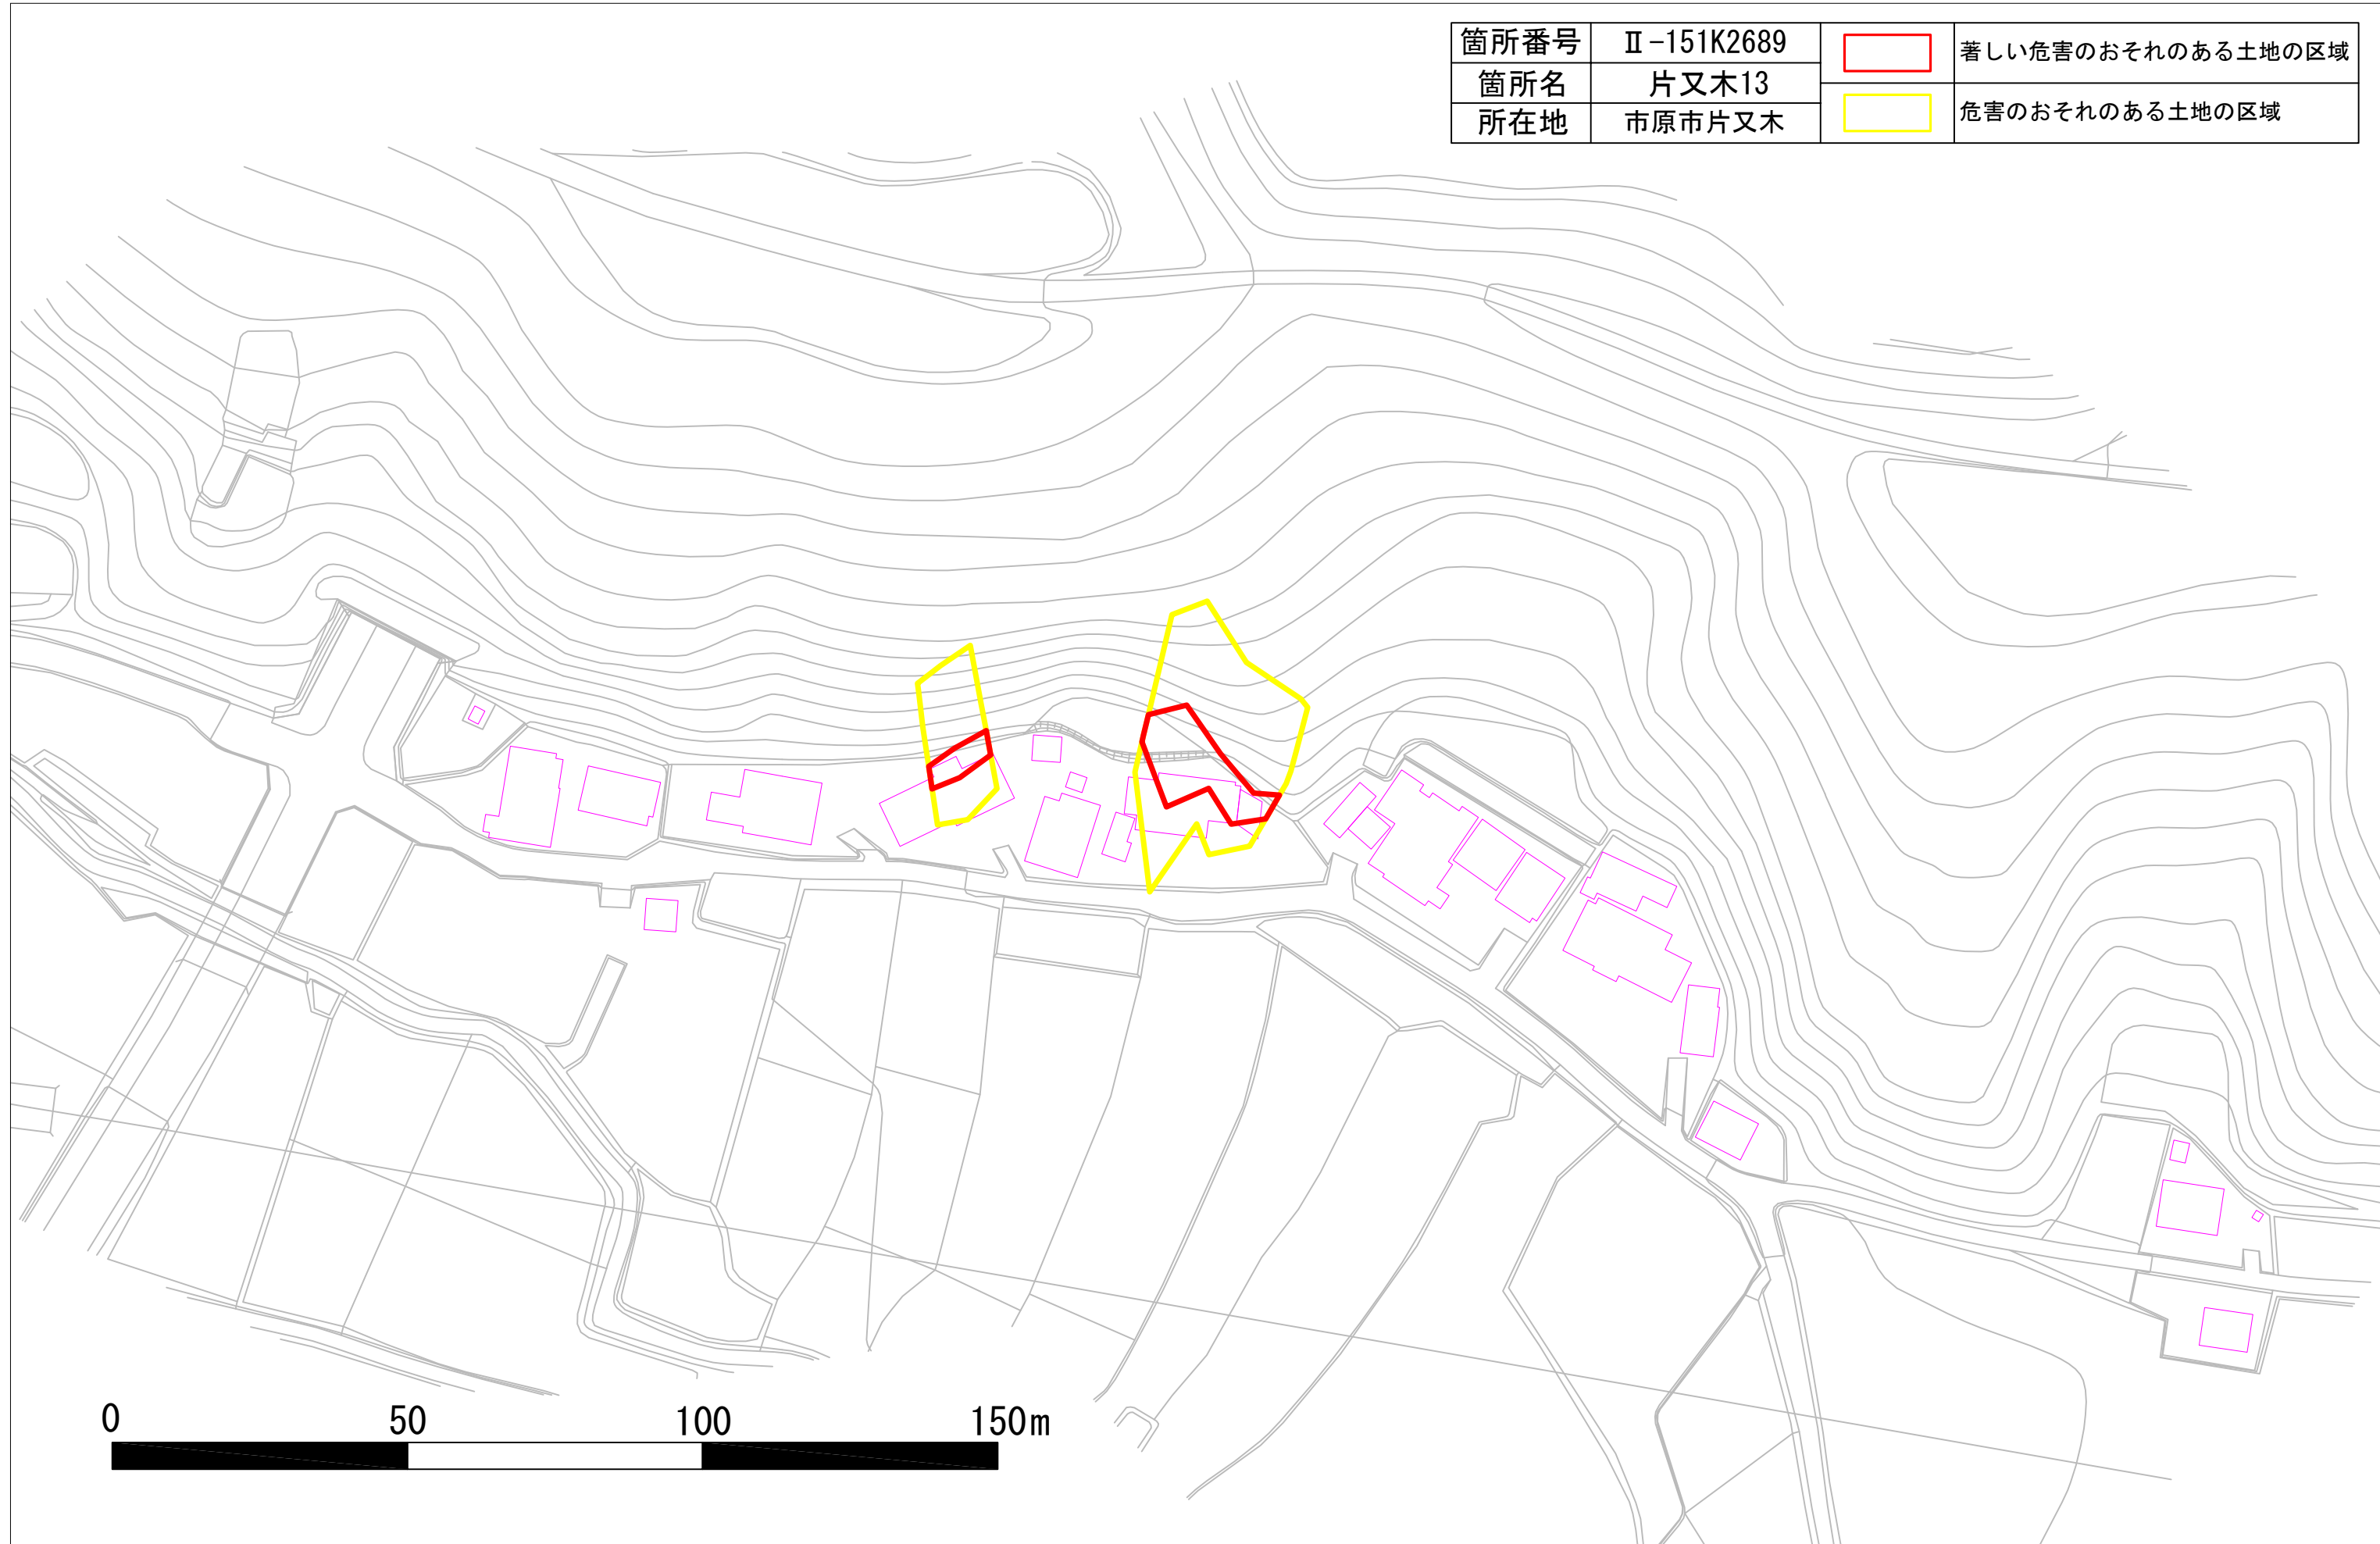 箇所番号 Ⅱ-151K2689
箇所名 片又木13
所在地 市原市片又木
著しい危害のおそれのある土地の区域
危害のおそれのある土地の区域
0 50 100 150m